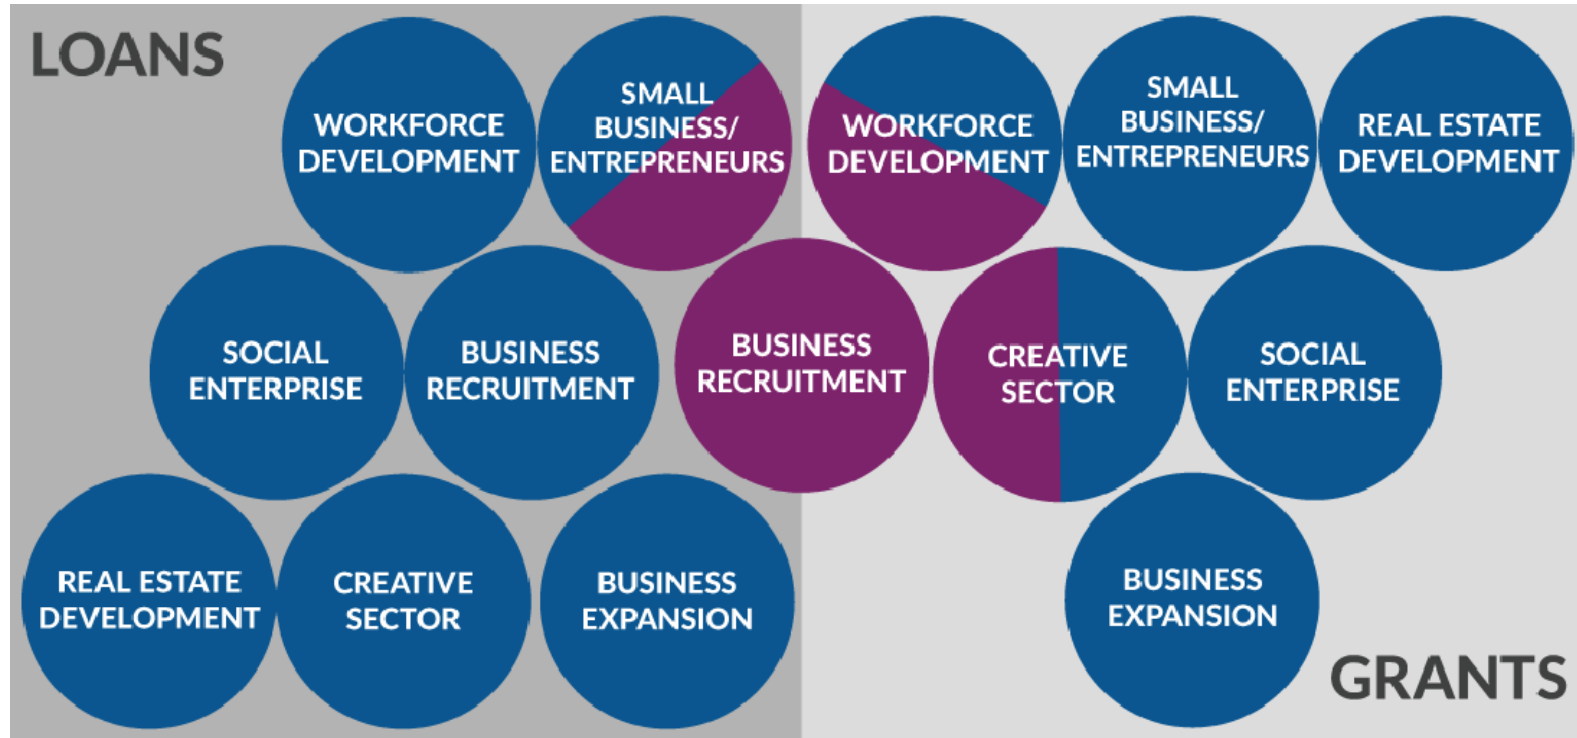 LOANS
WORKFORCE
DEVELOPMENT
SMALL
BUSINESS/
ENTREPRENEURS
WORKFORCE
DEVELOPMENT
SMALL
BUSINESS/
ENTREPRENEURS
REAL ESTATE
DEVELOPMENT
SOCIAL
ENTERPRISE
BUSINESS
RECRUITMENT
BUSINESS
RECRUITMENT
CREATIVE
SECTOR
SOCIAL
ENTERPRISE
REAL ESTATE
DEVELOPMENT
CREATIVE
SECTOR
BUSINESS
EXPANSION
BUSINESS
EXPANSION
GRANTS